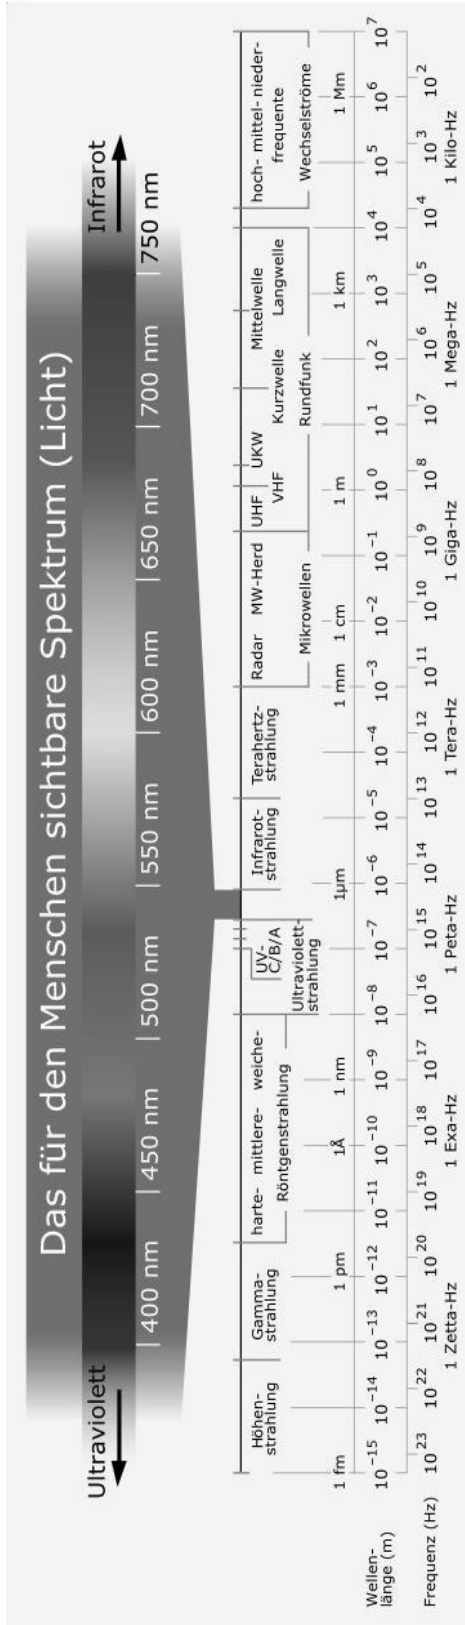 Das für den Menschen sichtbare Spektrum (Licht)
Ultraviolett
Infrarot
400 nm
450 nm
500 nm
550 nm
600 nm
650 nm
700 nm
750 nm
Höhen-
strahlung
Gamma-
strahlung
harte- mittlere- weiche-
Röntgenstrahlung
UV-
C/B/A
Ultraviolett-
strahlung
Infrarot-
strahlung
Terahertz-
strahlung
Radar
MW-Herd
Mikrowellen
UHF
VHF
UKW
Kurzwelle
Mittelwelle
Langwelle
Rundfunk
hoch- mittel- nieder-
frequente
Wechselströme
1 fm
1 pm
1Å
1 nm
1µm
1 mm
1 cm
1 m
1 km
1 Mm
Wellen-
länge (m)
10⁻¹⁵ 10⁻¹⁴ 10⁻¹³ 10⁻¹² 10⁻¹¹ 10⁻¹⁰ 10⁻⁹ 10⁻⁸ 10⁻⁷ 10⁻⁶ 10⁻⁵ 10⁻⁴ 10⁻³ 10⁻² 10⁻¹ 10⁰ 10¹ 10² 10³ 10⁴ 10⁵ 10⁶ 10⁷
Frequenz (Hz)
10²³ 10²² 10²¹ 10²⁰ 10¹⁹ 10¹⁸ 10¹⁷ 10¹⁶ 10¹⁵ 10¹⁴ 10¹³ 10¹² 10¹¹ 10¹⁰ 10⁹ 10⁸ 10⁷ 10⁶ 10⁵ 10⁴ 10³ 10²
1 Zetta-Hz
1 Exa-Hz
1 Peta-Hz
1 Tera-Hz
1 Giga-Hz
1 Mega-Hz
1 Kilo-Hz